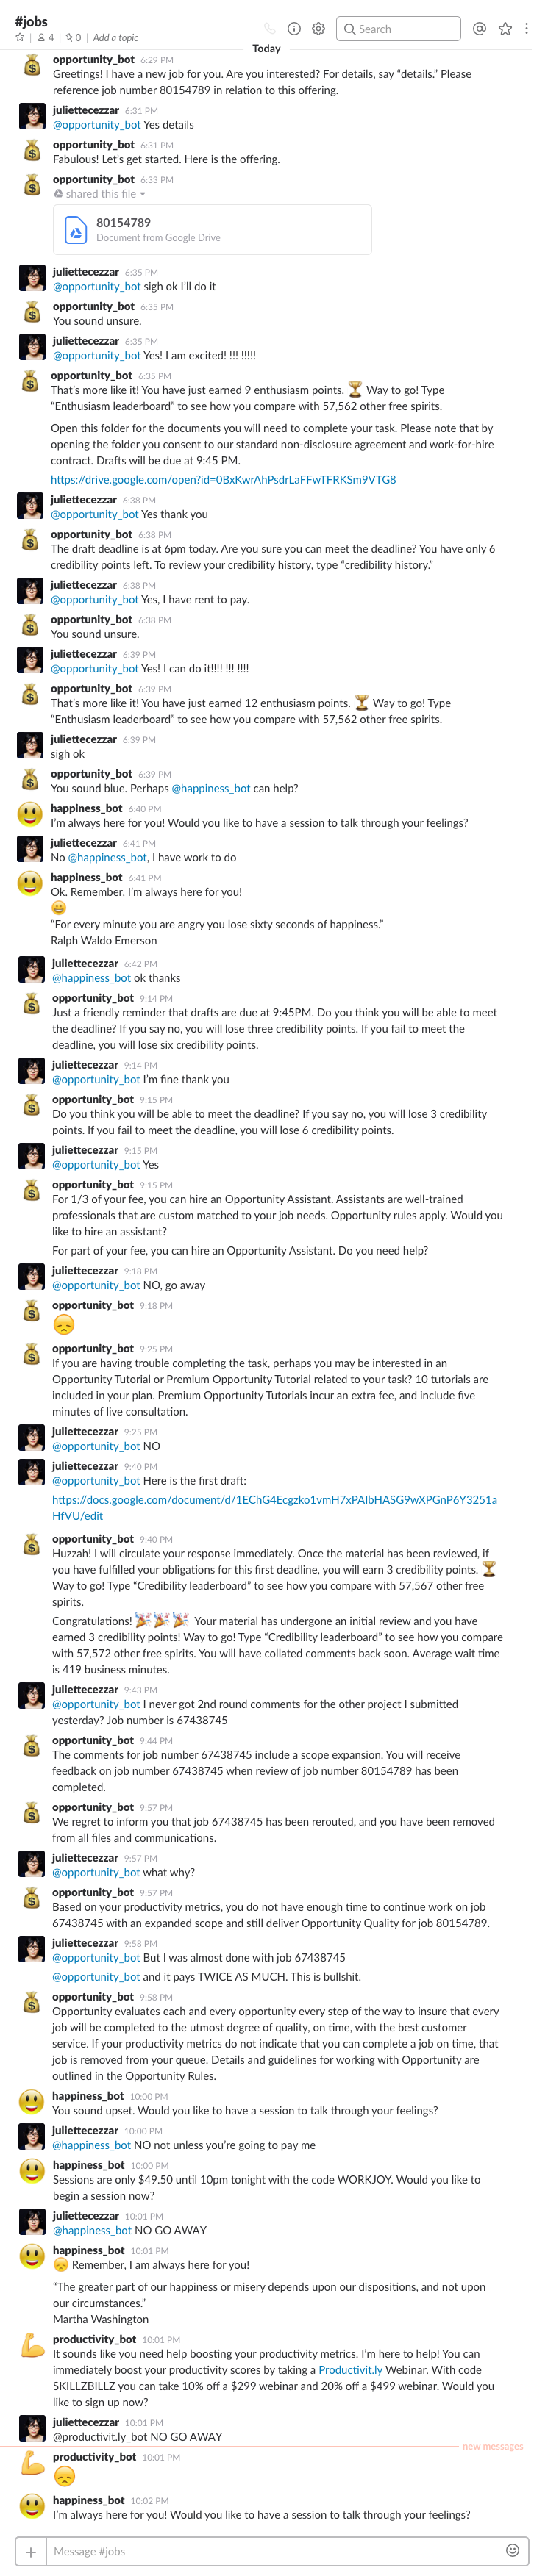 #jobs
4 | 0 | Add a topic
Search
Today
opportunity_bot 6:29 PM
Greetings! I have a new job for you. Are you interested? For details, say “details.” Please
reference job number 80154789 in relation to this offering.
juliettecezzar 6:31 PM
@opportunity_bot Yes details
opportunity_bot 6:31 PM
Fabulous! Let’s get started. Here is the offering.
opportunity_bot 6:33 PM
shared this file
80154789
Document from Google Drive
juliettecezzar 6:35 PM
@opportunity_bot sigh ok I’ll do it
opportunity_bot 6:35 PM
You sound unsure.
juliettecezzar 6:35 PM
@opportunity_bot Yes! I am excited! !!! !!!!!
opportunity_bot 6:35 PM
That’s more like it! You have just earned 9 enthusiasm points. 🏆 Way to go! Type
“Enthusiasm leaderboard” to see how you compare with 57,562 other free spirits.
Open this folder for the documents you will need to complete your task. Please note that by
opening the folder you consent to our standard non-disclosure agreement and work-for-hire
contract. Drafts will be due at 9:45 PM.
https://drive.google.com/open?id=0BxKwrAhPsdrLaFFwTFRKSm9VTG8
juliettecezzar 6:38 PM
@opportunity_bot Yes thank you
opportunity_bot 6:38 PM
The draft deadline is at 6pm today. Are you sure you can meet the deadline? You have only 6
credibility points left. To review your credibility history, type “credibility history.”
juliettecezzar 6:38 PM
@opportunity_bot Yes, I have rent to pay.
opportunity_bot 6:38 PM
You sound unsure.
juliettecezzar 6:39 PM
@opportunity_bot Yes! I can do it!!!! !!! !!!!
opportunity_bot 6:39 PM
That’s more like it! You have just earned 12 enthusiasm points. 🏆 Way to go! Type
“Enthusiasm leaderboard” to see how you compare with 57,562 other free spirits.
juliettecezzar 6:39 PM
sigh ok
opportunity_bot 6:39 PM
You sound blue. Perhaps @happiness_bot can help?
happiness_bot 6:40 PM
I’m always here for you! Would you like to have a session to talk through your feelings?
juliettecezzar 6:41 PM
No @happiness_bot, I have work to do
happiness_bot 6:41 PM
Ok. Remember, I’m always here for you!
“For every minute you are angry you lose sixty seconds of happiness.”
Ralph Waldo Emerson
juliettecezzar 6:42 PM
@happiness_bot ok thanks
opportunity_bot 9:14 PM
Just a friendly reminder that drafts are due at 9:45PM. Do you think you will be able to meet
the deadline? If you say no, you will lose three credibility points. If you fail to meet the
deadline, you will lose six credibility points.
juliettecezzar 9:14 PM
@opportunity_bot I’m fine thank you
opportunity_bot 9:15 PM
Do you think you will be able to meet the deadline? If you say no, you will lose 3 credibility
points. If you fail to meet the deadline, you will lose 6 credibility points.
juliettecezzar 9:15 PM
@opportunity_bot Yes
opportunity_bot 9:15 PM
For 1/3 of your fee, you can hire an Opportunity Assistant. Assistants are well-trained
professionals that are custom matched to your job needs. Opportunity rules apply. Would you
like to hire an assistant?
For part of your fee, you can hire an Opportunity Assistant. Do you need help?
juliettecezzar 9:18 PM
@opportunity_bot NO, go away
opportunity_bot 9:18 PM
opportunity_bot 9:25 PM
If you are having trouble completing the task, perhaps you may be interested in an
Opportunity Tutorial or Premium Opportunity Tutorial related to your task? 10 tutorials are
included in your plan. Premium Opportunity Tutorials incur an extra fee, and include five
minutes of live consultation.
juliettecezzar 9:25 PM
@opportunity_bot NO
juliettecezzar 9:40 PM
@opportunity_bot Here is the first draft:
https://docs.google.com/document/d/1EChG4Ecgzko1vmH7xPAIbHASG9wXPGnP6Y3251a
HfVU/edit
opportunity_bot 9:40 PM
Huzzah! I will circulate your response immediately. Once the material has been reviewed, if
you have fulfilled your obligations for this first deadline, you will earn 3 credibility points. 🏆
Way to go! Type “Credibility leaderboard” to see how you compare with 57,567 other free
spirits.
Congratulations! 🎉🎉🎉 Your material has undergone an initial review and you have
earned 3 credibility points! Way to go! Type “Credibility leaderboard” to see how you compare
with 57,572 other free spirits. You will have collated comments back soon. Average wait time
is 419 business minutes.
juliettecezzar 9:43 PM
@opportunity_bot I never got 2nd round comments for the other project I submitted
yesterday? Job number is 67438745
opportunity_bot 9:44 PM
The comments for job number 67438745 include a scope expansion. You will receive
feedback on job number 67438745 when review of job number 80154789 has been
completed.
opportunity_bot 9:57 PM
We regret to inform you that job 67438745 has been rerouted, and you have been removed
from all files and communications.
juliettecezzar 9:57 PM
@opportunity_bot what why?
opportunity_bot 9:57 PM
Based on your productivity metrics, you do not have enough time to continue work on job
67438745 with an expanded scope and still deliver Opportunity Quality for job 80154789.
juliettecezzar 9:58 PM
@opportunity_bot But I was almost done with job 67438745
@opportunity_bot and it pays TWICE AS MUCH. This is bullshit.
opportunity_bot 9:58 PM
Opportunity evaluates each and every opportunity every step of the way to insure that every
job will be completed to the utmost degree of quality, on time, with the best customer
service. If your productivity metrics do not indicate that you can complete a job on time, that
job is removed from your queue. Details and guidelines for working with Opportunity are
outlined in the Opportunity Rules.
happiness_bot 10:00 PM
You sound upset. Would you like to have a session to talk through your feelings?
juliettecezzar 10:00 PM
@happiness_bot NO not unless you’re going to pay me
happiness_bot 10:00 PM
Sessions are only $49.50 until 10pm tonight with the code WORKJOY. Would you like to
begin a session now?
juliettecezzar 10:01 PM
@happiness_bot NO GO AWAY
happiness_bot 10:01 PM
😞 Remember, I am always here for you!
“The greater part of our happiness or misery depends upon our dispositions, and not upon
our circumstances.”
Martha Washington
productivity_bot 10:01 PM
It sounds like you need help boosting your productivity metrics. I’m here to help! You can
immediately boost your productivity scores by taking a Productivit.ly Webinar. With code
SKILLZBILLZ you can take 10% off a $299 webinar and 20% off a $499 webinar. Would you
like to sign up now?
juliettecezzar 10:01 PM
@productivit.ly_bot NO GO AWAY
new messages
productivity_bot 10:01 PM
happiness_bot 10:02 PM
I’m always here for you! Would you like to have a session to talk through your feelings?
Message #jobs